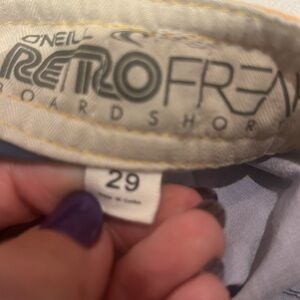 O'NEILL
RETROFREA
BOARDSHOR
29